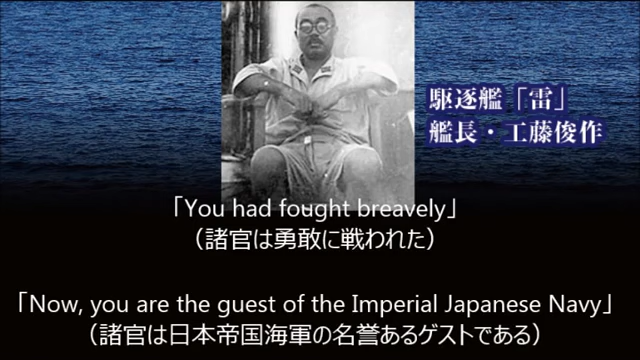 駆逐艦「雷」
艦長・工藤俊作
「You had fought breavely」
（諸官は勇敢に戦われた）
「Now, you are the guest of the Imperial Japanese Navy」
（諸官は日本帝国海軍の名誉あるゲストである）